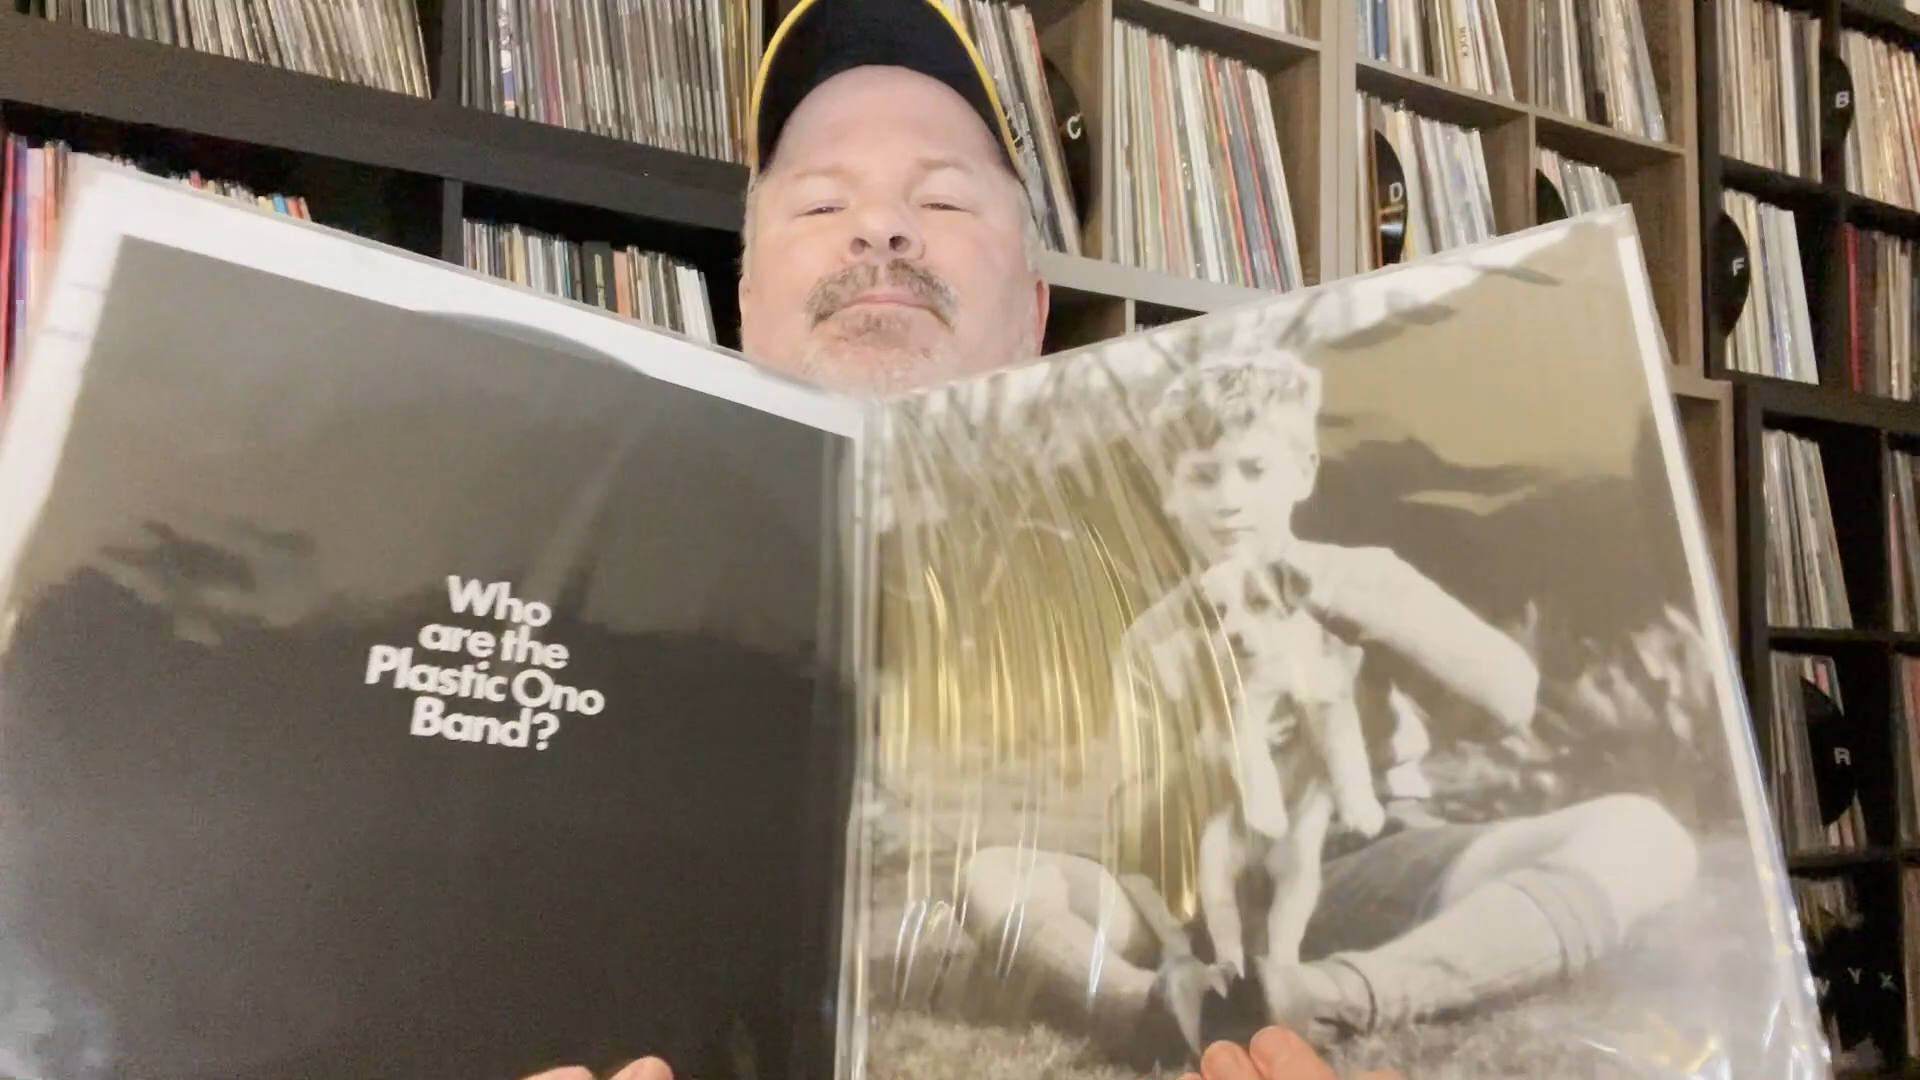 Who
are the
Plastic Ono
Band?
C
D
B
F
R
Y X